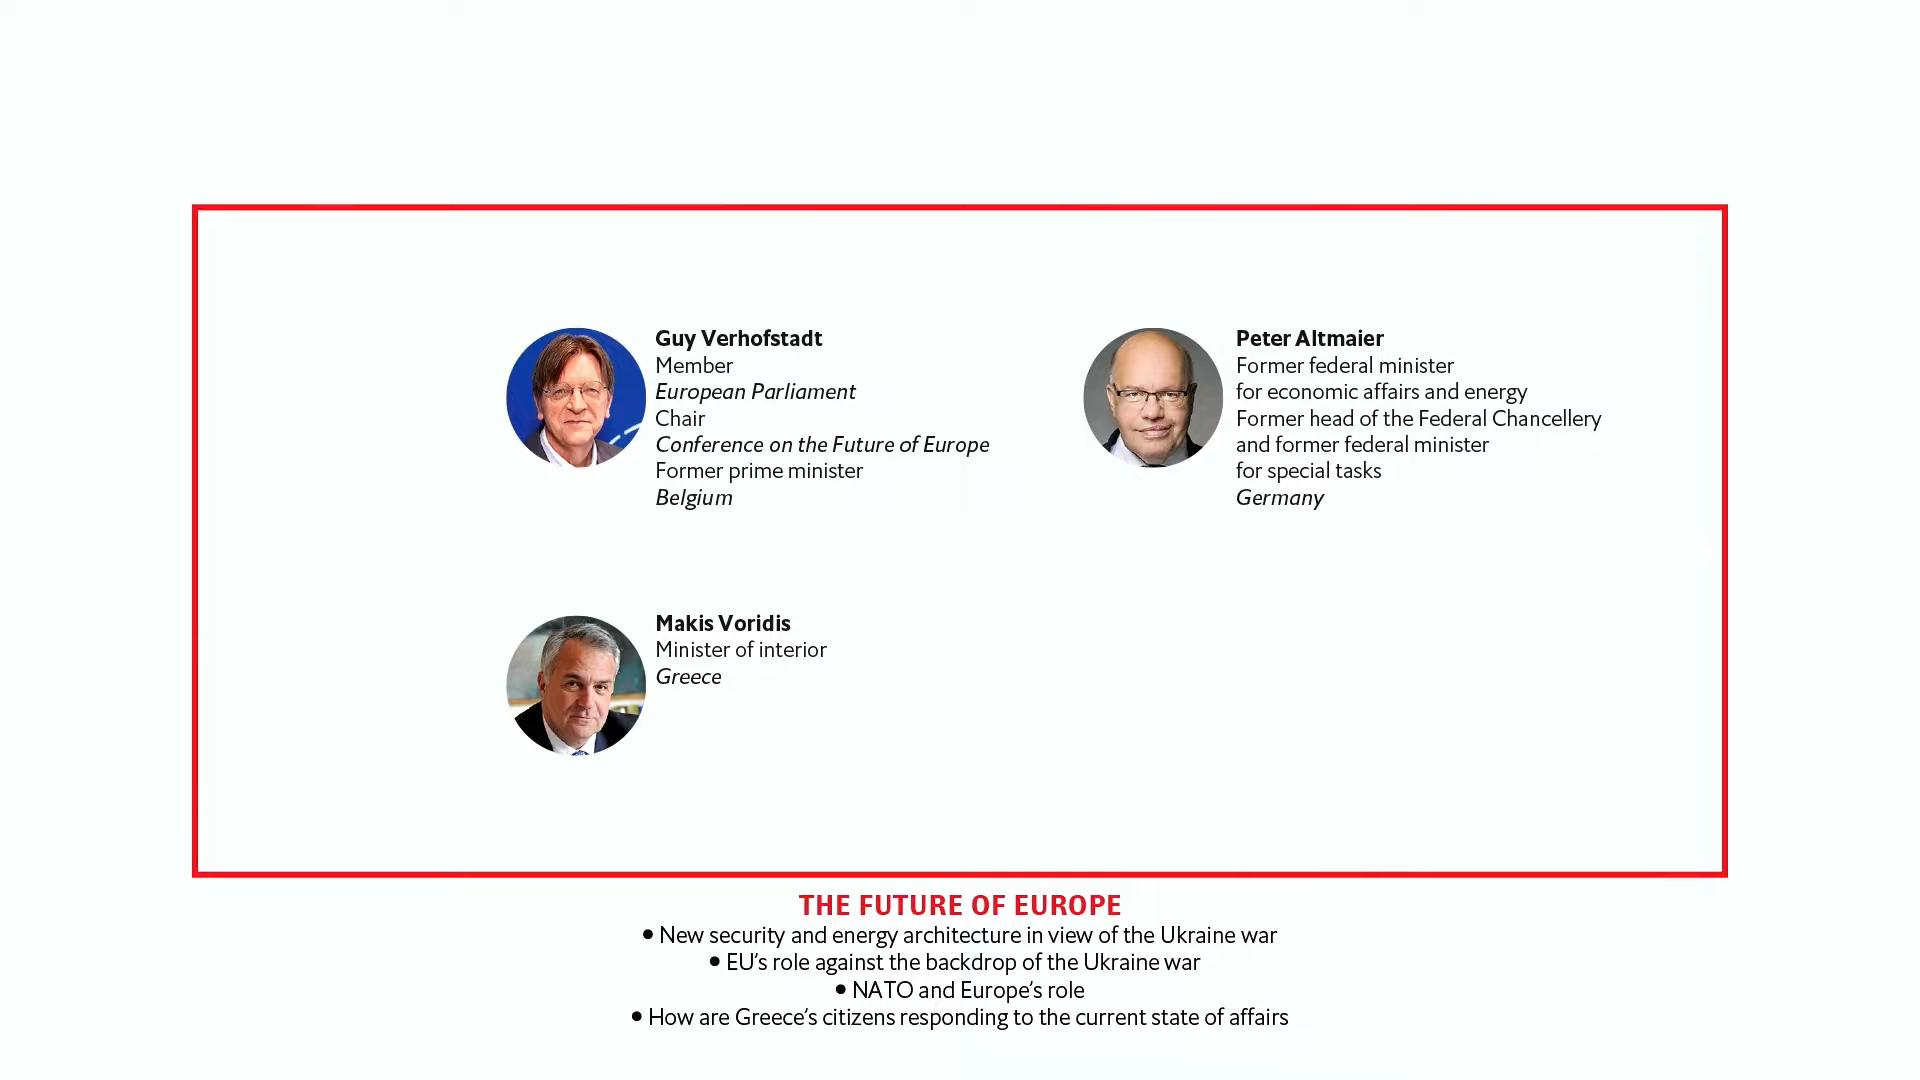 Guy Verhofstadt
Member
European Parliament
Chair
Conference on the Future of Europe
Former prime minister
Belgium
Peter Altmaier
Former federal minister
for economic affairs and energy
Former head of the Federal Chancellery
and former federal minister
for special tasks
Germany
Makis Voridis
Minister of interior
Greece
THE FUTURE OF EUROPE
• New security and energy architecture in view of the Ukraine war
• EU’s role against the backdrop of the Ukraine war
• NATO and Europe’s role
• How are Greece’s citizens responding to the current state of affairs